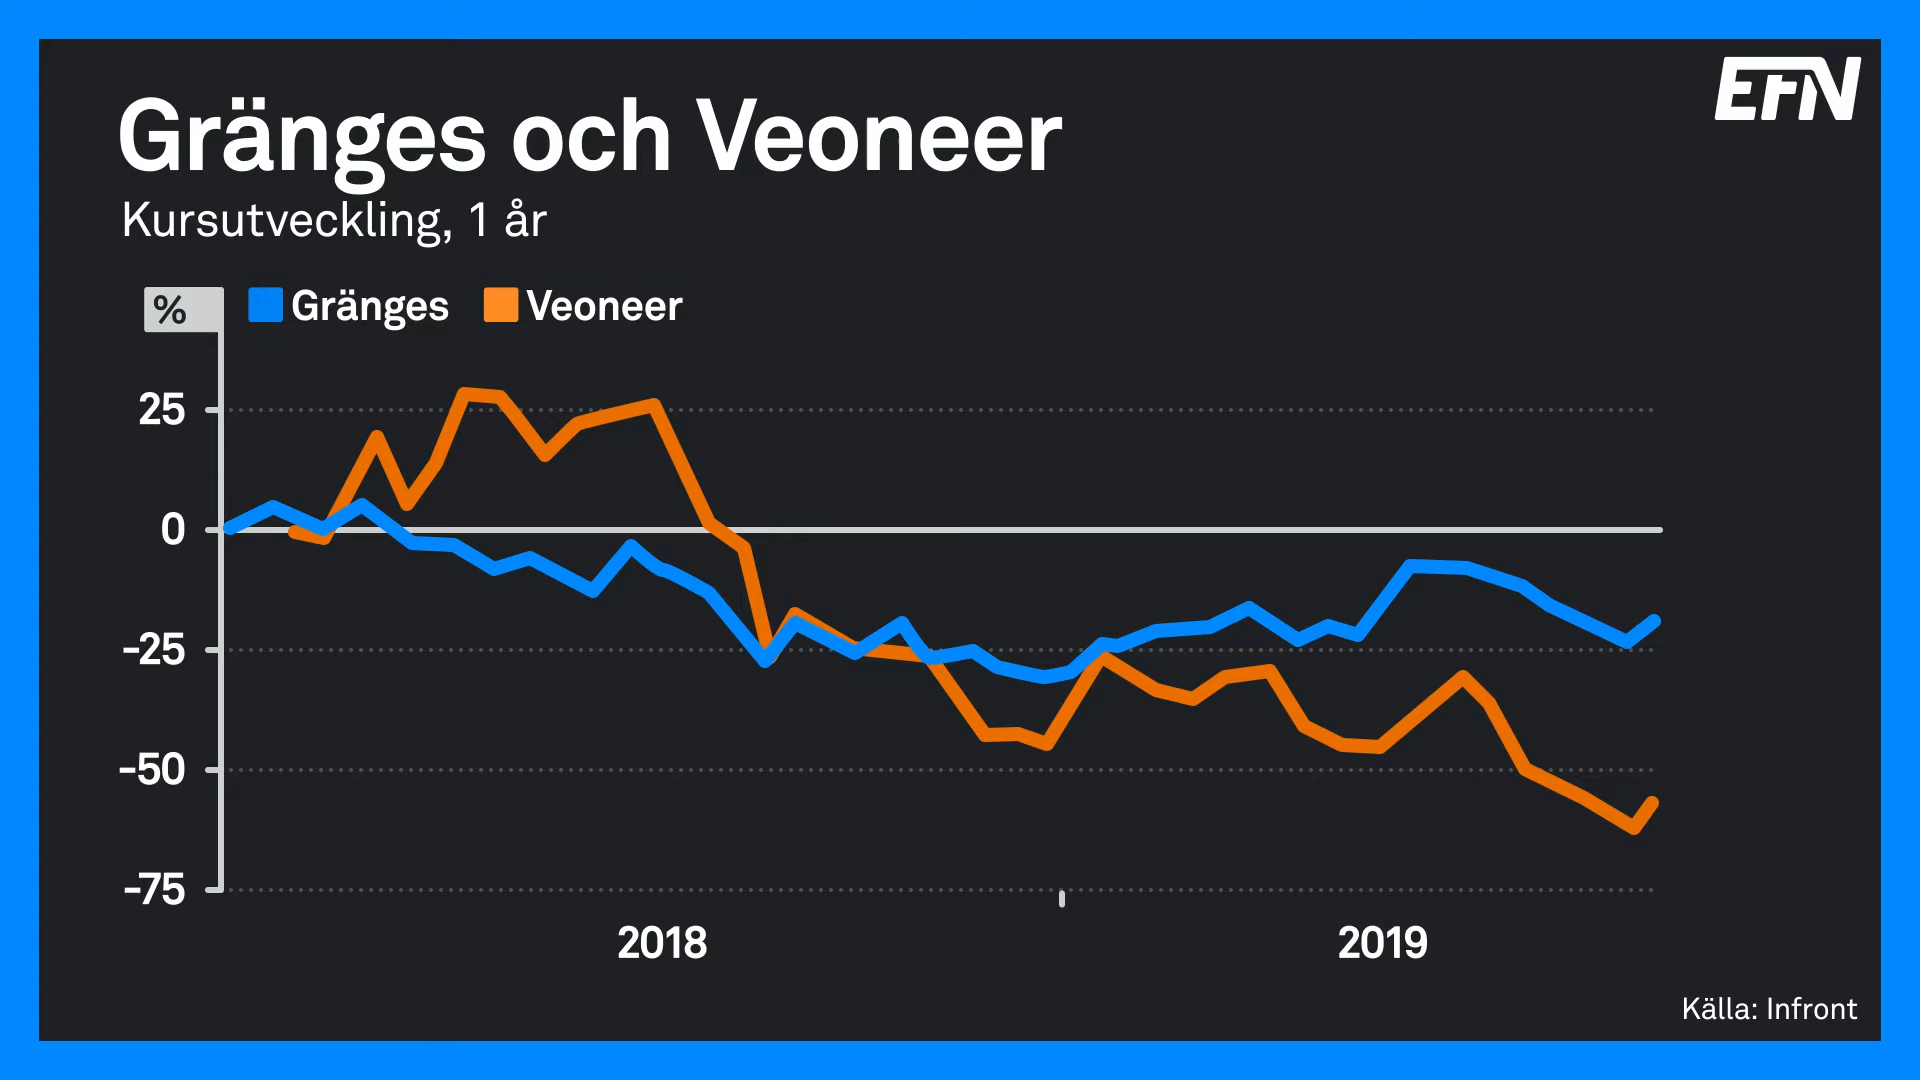 EFN
Gränges och Veoneer
Kursutveckling, 1 år
% Gränges Veoneer
25
0
-25
-50
-75
2018 2019
Källa: Infront